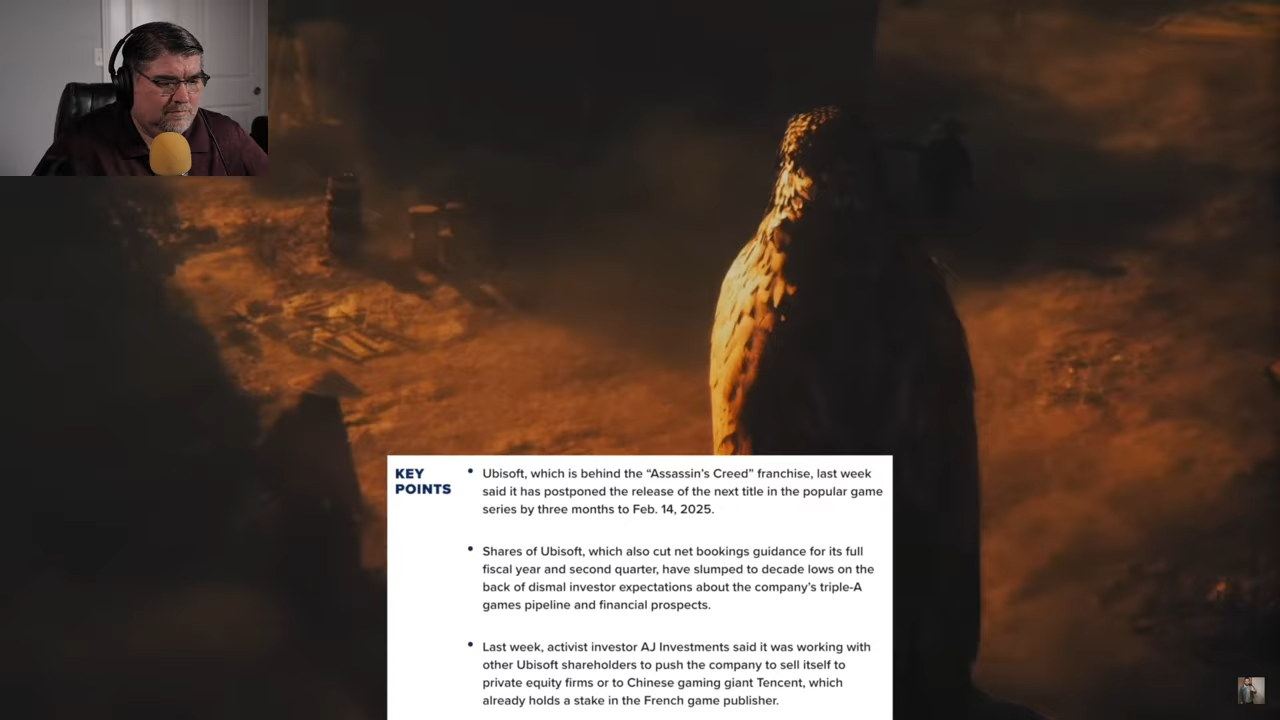 KEY
POINTS
Ubisoft, which is behind the “Assassin’s Creed” franchise, last week
said it has postponed the release of the next title in the popular game
series by three months to Feb. 14, 2025.
Shares of Ubisoft, which also cut net bookings guidance for its full
fiscal year and second quarter, have slumped to decade lows on the
back of dismal investor expectations about the company’s triple-A
games pipeline and financial prospects.
Last week, activist investor AJ Investments said it was working with
other Ubisoft shareholders to push the company to sell itself to
private equity firms or to Chinese gaming giant Tencent, which
already holds a stake in the French game publisher.